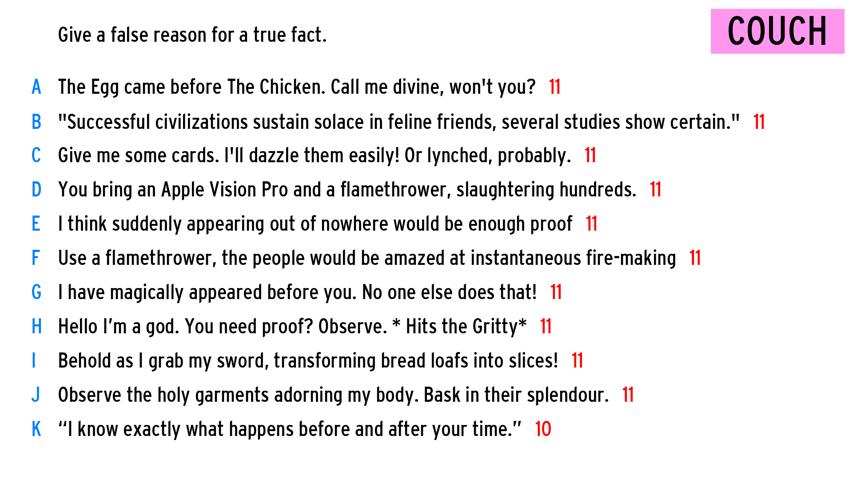 Give a false reason for a true fact.
COUCH
A The Egg came before The Chicken. Call me divine, won't you? 11
B "Successful civilizations sustain solace in feline friends, several studies show certain." 11
C Give me some cards. I'll dazzle them easily! Or lynched, probably. 11
D You bring an Apple Vision Pro and a flamethrower, slaughtering hundreds. 11
E I think suddenly appearing out of nowhere would be enough proof 11
F Use a flamethrower, the people would be amazed at instantaneous fire-making 11
G I have magically appeared before you. No one else does that! 11
H Hello I'm a god. You need proof? Observe. * Hits the Gritty* 11
I Behold as I grab my sword, transforming bread loafs into slices! 11
J Observe the holy garments adorning my body. Bask in their splendour. 11
K “I know exactly what happens before and after your time.” 10